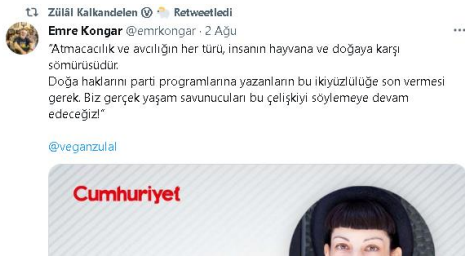 Zülâl Kalkandelen Ⓥ Retweetledi
Emre Kongar @emrkongar · 2 Ağu
“Atmacacılık ve avcılığın her türü, insanın hayvana ve doğaya karşı
sömürüsüdür.
Doğa haklarını parti programlarına yazanların bu ikiyüzlülüğe son vermesi
gerek. Biz gerçek yaşam savunucuları bu çelişkiyi söylemeye devam
edeceğiz!“
@veganzulal
Cumhuriyet